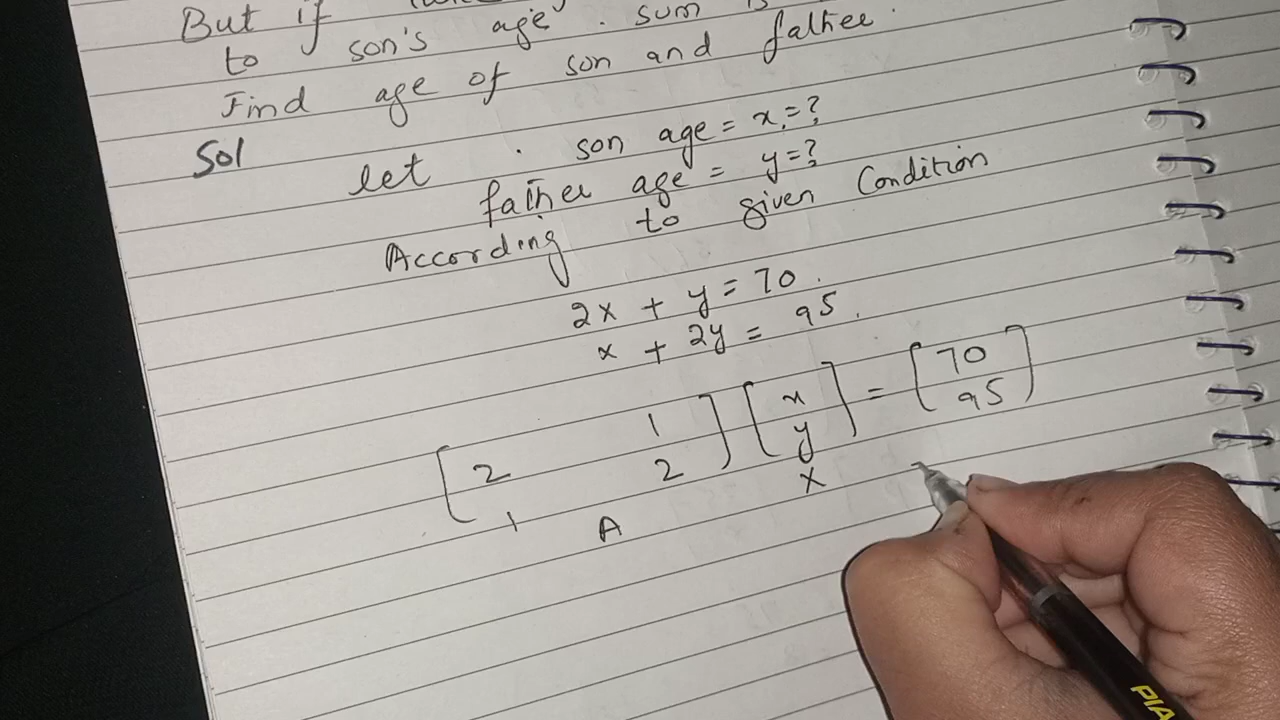 But if
to son's age. sum is
Find age of son and father.
Sol let son age = x = ?
father age = y = ?
According to given Condition
2x + y = 70.
x + 2y = 95.
[2 1
1 2] [x
y] = [70
95]
A X
PIA